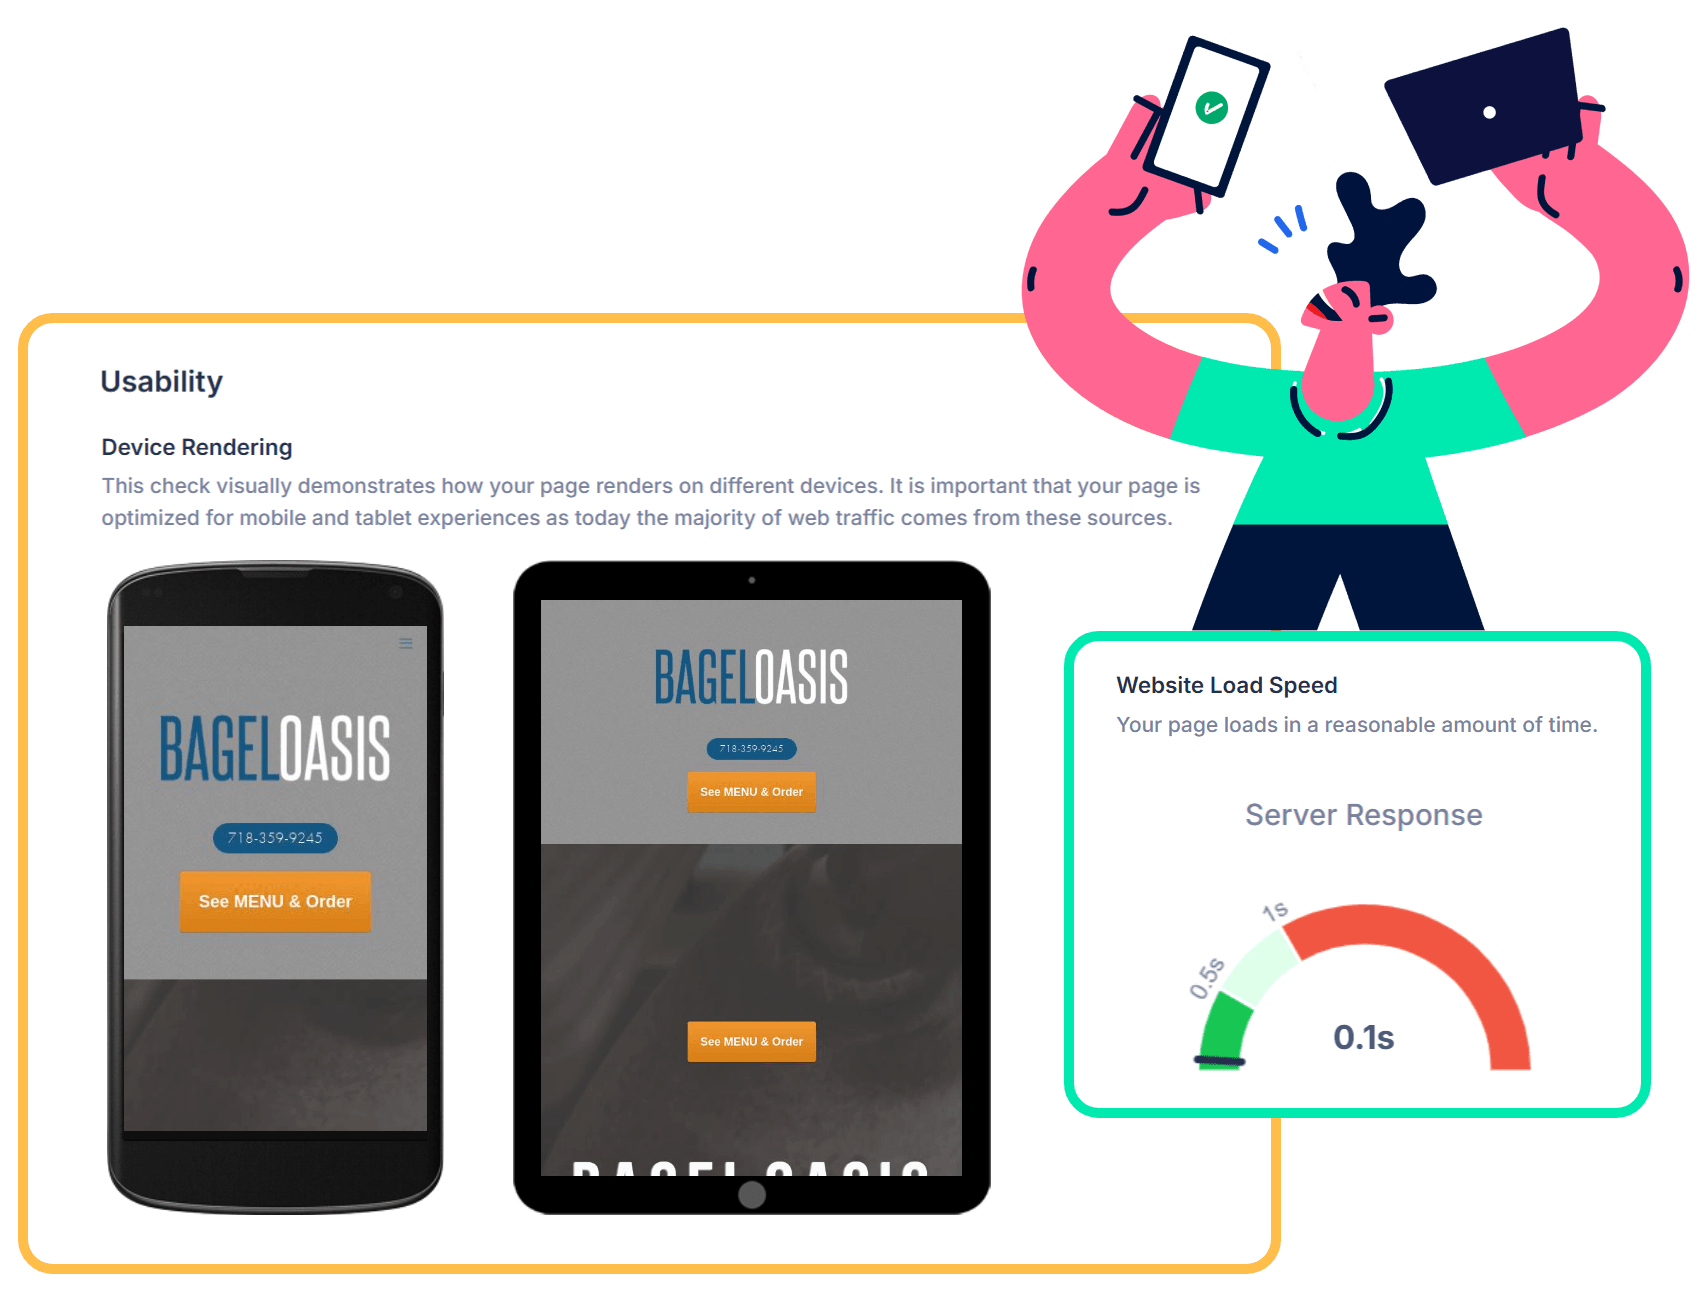 Usability
Device Rendering
This check visually demonstrates how your page renders on different devices. It is important that your page is
optimized for mobile and tablet experiences as today the majority of web traffic comes from these sources.
BAGELOASIS
718-359-9245
See MENU & Order
BAGELOASIS
718-359-9245
See MENU & Order
See MENU & Order
BAGEL OASIS
Website Load Speed
Your page loads in a reasonable amount of time.
Server Response
1s
0.5s
0.1s